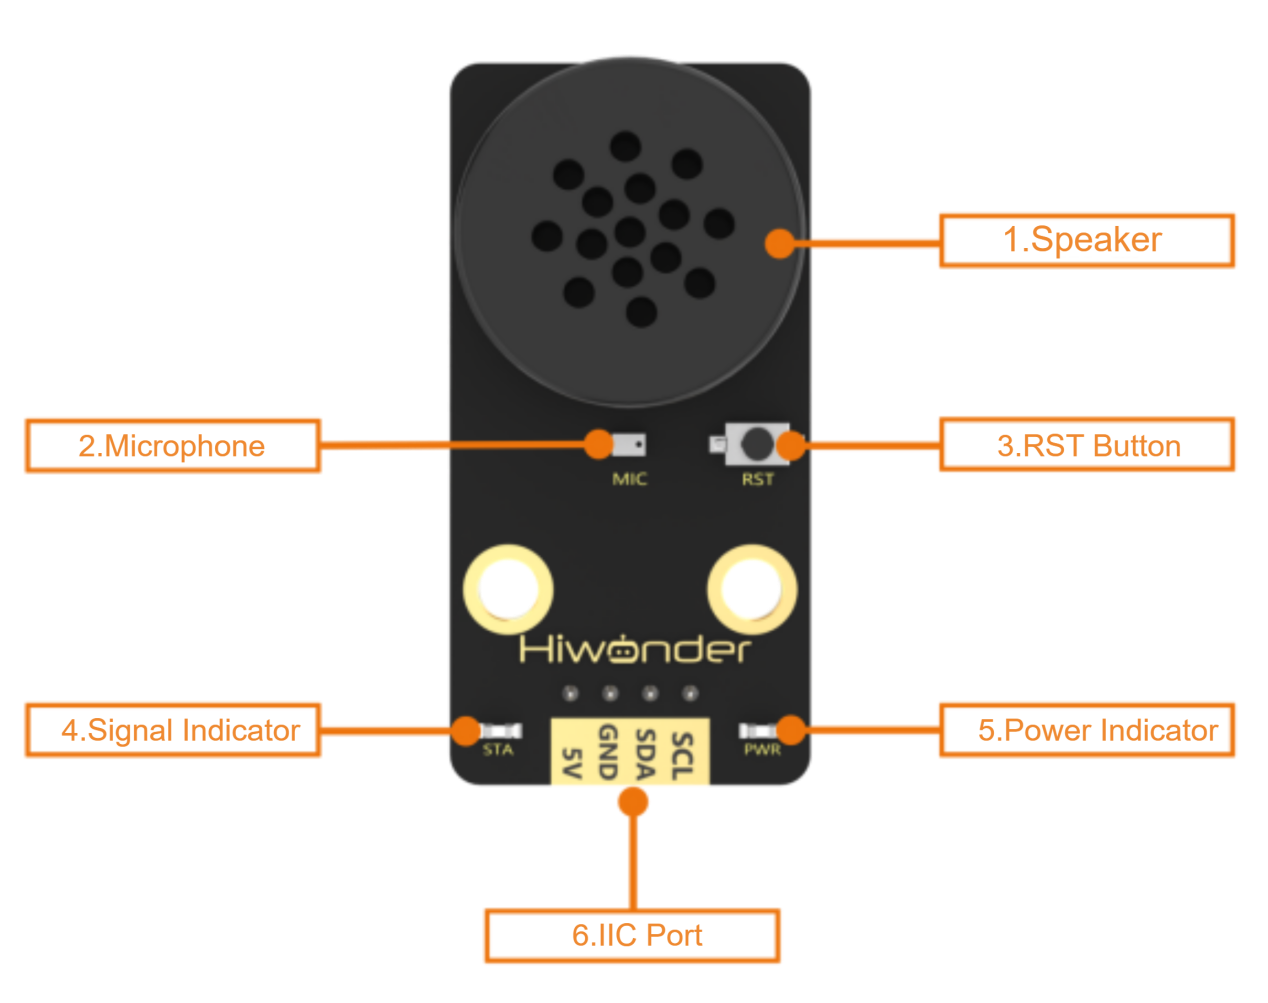 1.Speaker
2.Microphone
3.RST Button
MIC
RST
Hiwonder
4.Signal Indicator
5.Power Indicator
STA
5V
GND
SDA
SCL
PWR
6.IIC Port